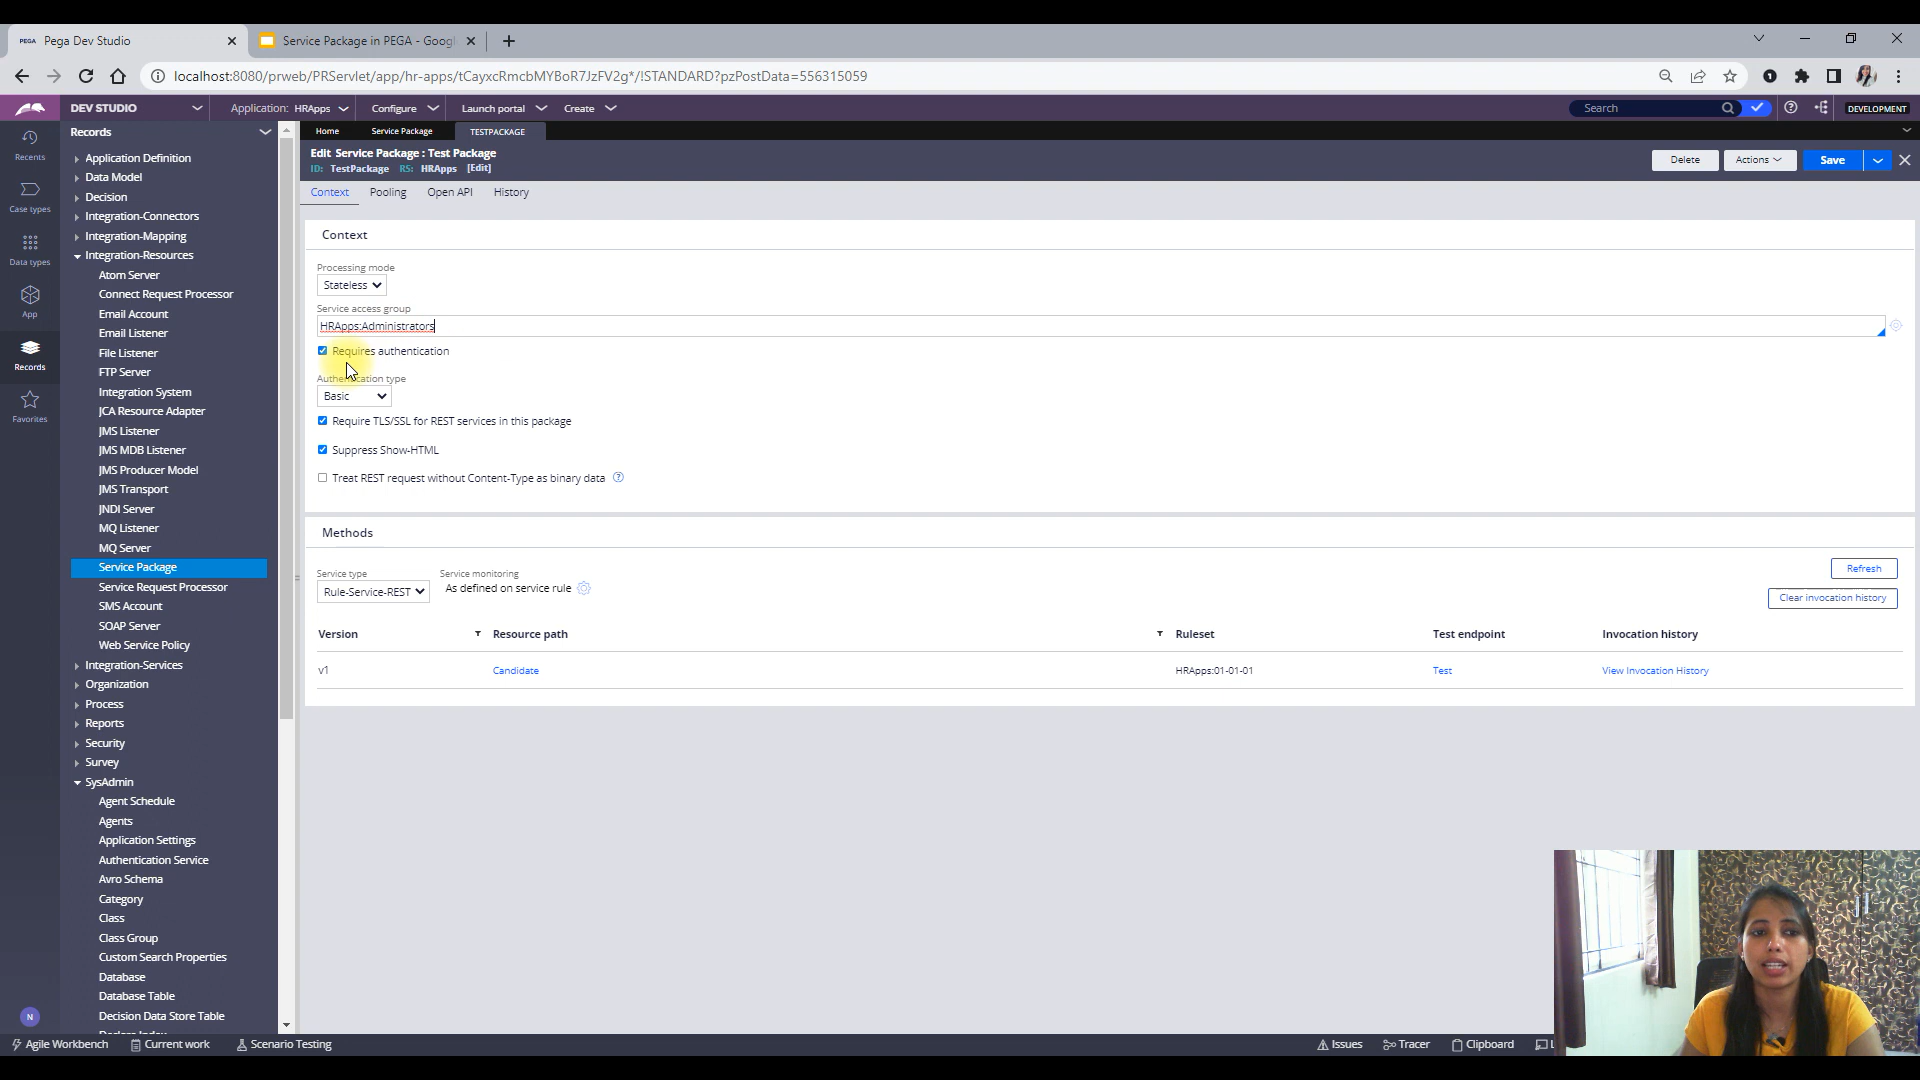 PEGA Pega Dev Studio
Service Package in PEGA - Googl
localhost:8080/prweb/PRServlet/app/hr-apps/tCayxcRmcbMYBoR7JzFV2g*/!STANDARD?pzPostData=556315059
DEV STUDIO
Application: HRApps
Configure
Launch portal
Create
Search
DEVELOPMENT
Recents
Case types
Data types
App
Records
Favorites
N
Records
Application Definition
Data Model
Decision
Integration-Connectors
Integration-Mapping
Integration-Resources
Atom Server
Connect Request Processor
Email Account
Email Listener
File Listener
FTP Server
Integration System
JCA Resource Adapter
JMS Listener
JMS MDB Listener
JMS Producer Model
JMS Transport
JNDI Server
MQ Listener
MQ Server
Service Package
Service Request Processor
SMS Account
SOAP Server
Web Service Policy
Integration-Services
Organization
Process
Reports
Security
Survey
SysAdmin
Agent Schedule
Agents
Application Settings
Authentication Service
Avro Schema
Category
Class
Class Group
Custom Search Properties
Database
Database Table
Decision Data Store Table
Home
Service Package
TESTPACKAGE
Edit Service Package : Test Package
ID: TestPackage RS: HRApps [Edit]
Delete
Actions
Save
Context
Pooling
Open API
History
Context
Processing mode
Stateless
Service access group
HRApps:Administrators
Requires authentication
Authentication type
Basic
Require TLS/SSL for REST services in this package
Suppress Show-HTML
Treat REST request without Content-Type as binary data
Methods
Service type
Rule-Service-REST
Service monitoring
As defined on service rule
Refresh
Clear invocation history
Version Resource path Ruleset Test endpoint Invocation history
v1 Candidate HRApps:01-01-01 Test View Invocation History
Agile Workbench
Current work
Scenario Testing
Issues
Tracer
Clipboard